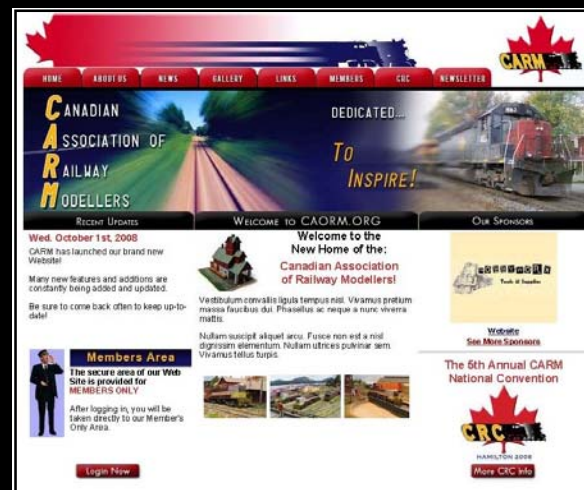 CARM
HOME ABOUT US NEWS GALLERY LINKS MEMBERS CRC NEWSLETTER
CANADIAN
ASSOCIATION OF
RAILWAY
MODELLERS
DEDICATED...
TO
INSPIRE!
RECENT UPDATES
WELCOME TO CAORM.ORG
OUR SPONSORS
Wed. October 1st, 2008
CARM has launched our brand new
Website!
Many new features and additions are
constantly being added and updated.
Be sure to come back often to keep up-to-
date!
Members Area
The secure area of our Web
Site is provided for
MEMBERS ONLY
After logging in, you will be
taken directly to our Member's
Only Area.
Login Now
Welcome to the
New Home of the:
Canadian Association
of Railway Modellers!
Vestibulum convallis ligula tempus nisl. Vivamus pretium
massa faucibus dui. Phasellus ac neque a nunc viverra
mattis.
Nullam suscipit aliquet arcu. Fusce non est a nisl
dignissim elementum. Nullam ultrices pulvinar sem.
Vivamus tellus turpis.
Tools & Supplies
Website
See More Sponsors
The 5th Annual CARM
National Convention
CRC
HAMILTON 2008
More CRC Info